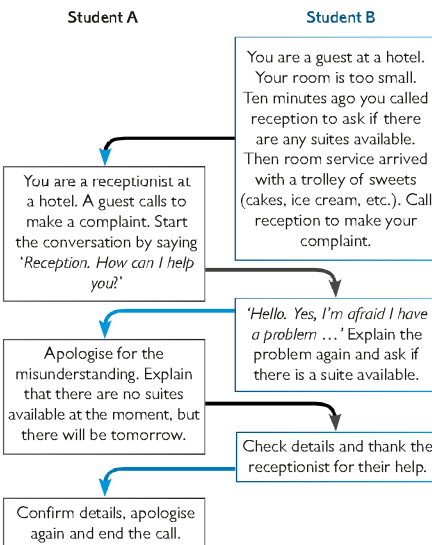 Student A
Student B
You are a guest at a hotel.
Your room is too small.
Ten minutes ago you called
reception to ask if there
are any suites available.
Then room service arrived
with a trolley of sweets
(cakes, ice cream, etc.). Call
reception to make your
complaint.
You are a receptionist at
a hotel. A guest calls to
make a complaint. Start
the conversation by saying
‘Reception. How can I help
you?’
‘Hello. Yes, I’m afraid I have
a problem …’ Explain the
problem again and ask if
there is a suite available.
Apologise for the
misunderstanding. Explain
that there are no suites
available at the moment, but
there will be tomorrow.
Check details and thank the
receptionist for their help.
Confirm details, apologise
again and end the call.